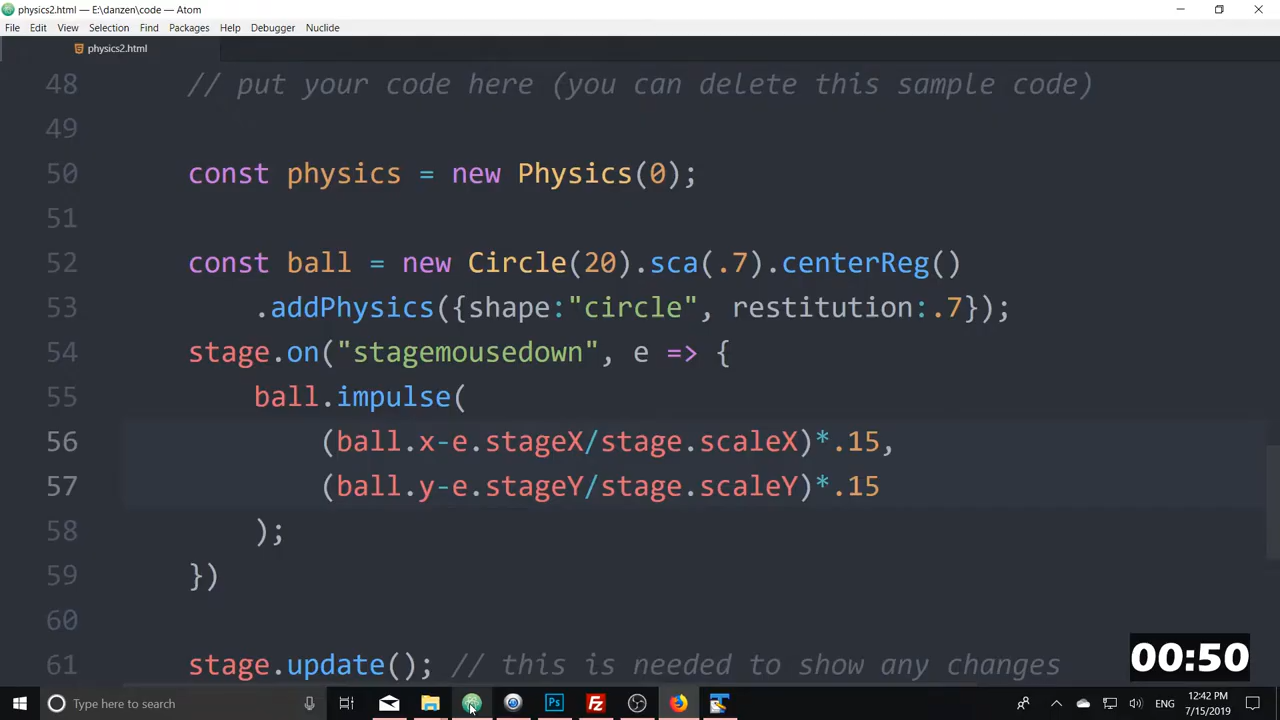 physics2.html — E:\danzen\code — Atom
File Edit View Selection Find Packages Help Debugger Nuclide
physics2.html
48 // put your code here (you can delete this sample code)
49
50 const physics = new Physics(0);
51
52 const ball = new Circle(20).sca(.7).centerReg()
53 .addPhysics({shape:"circle", restitution:.7});
54 stage.on("stagemousedown", e => {
55 ball.impulse(
56 (ball.x-e.stageX/stage.scaleX)*.15,
57 (ball.y-e.stageY/stage.scaleY)*.15
58 );
59 })
60
61 stage.update(); // this is needed to show any changes
00:50
Type here to search
Ps
Fz
ENG
12:42 PM
7/15/2019